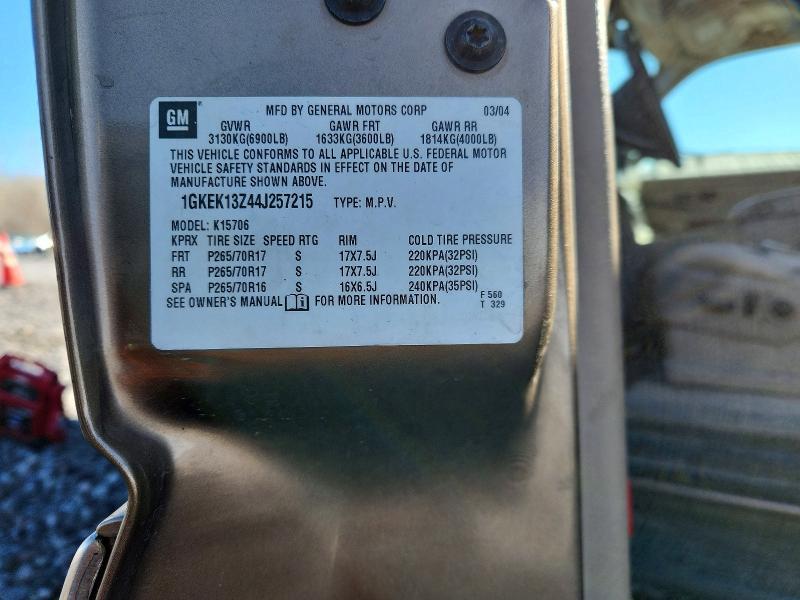 GM MFD BY GENERAL MOTORS CORP 03/04
GVWR GAWR FRT GAWR RR
3130KG(6900LB) 1633KG(3600LB) 1814KG(4000LB)
THIS VEHICLE CONFORMS TO ALL APPLICABLE U.S. FEDERAL MOTOR
VEHICLE SAFETY STANDARDS IN EFFECT ON THE DATE OF
MANUFACTURE SHOWN ABOVE.
1GKEK13Z44J257215 TYPE: M.P.V.
MODEL: K15706
KPRX TIRE SIZE SPEED RTG RIM COLD TIRE PRESSURE
FRT P265/70R17 S 17X7.5J 220KPA(32PSI)
RR P265/70R17 S 17X7.5J 220KPA(32PSI)
SPA P265/70R16 S 16X6.5J 240KPA(35PSI)
SEE OWNER'S MANUAL FOR MORE INFORMATION. F 560
T 329